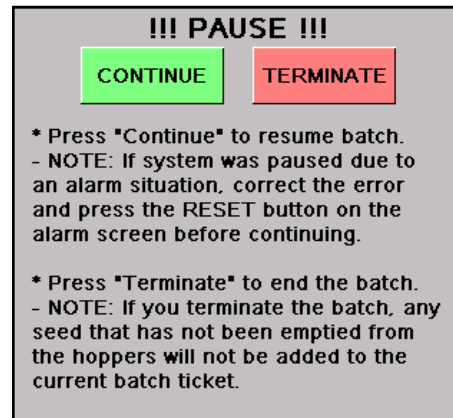 !!! PAUSE !!!
CONTINUE TERMINATE
* Press "Continue" to resume batch.
- NOTE: If system was paused due to
an alarm situation, correct the error
and press the RESET button on the
alarm screen before continuing.
* Press "Terminate" to end the batch.
- NOTE: If you terminate the batch, any
seed that has not been emptied from
the hoppers will not be added to the
current batch ticket.